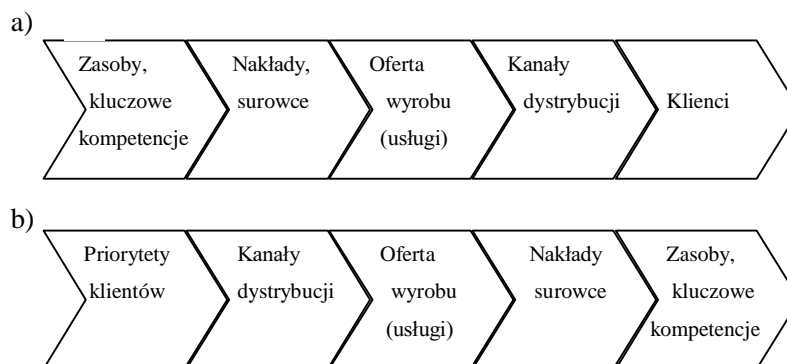 a)
Zasoby,
kluczowe
kompetencje
Nakłady,
surowce
Oferta
wyrobu
(usługi)
Kanały
dystrybucji
Klienci
b)
Priorytety
klientów
Kanały
dystrybucji
Oferta
wyrobu
(usługi)
Nakłady
surowce
Zasoby,
kluczowe
kompetencje